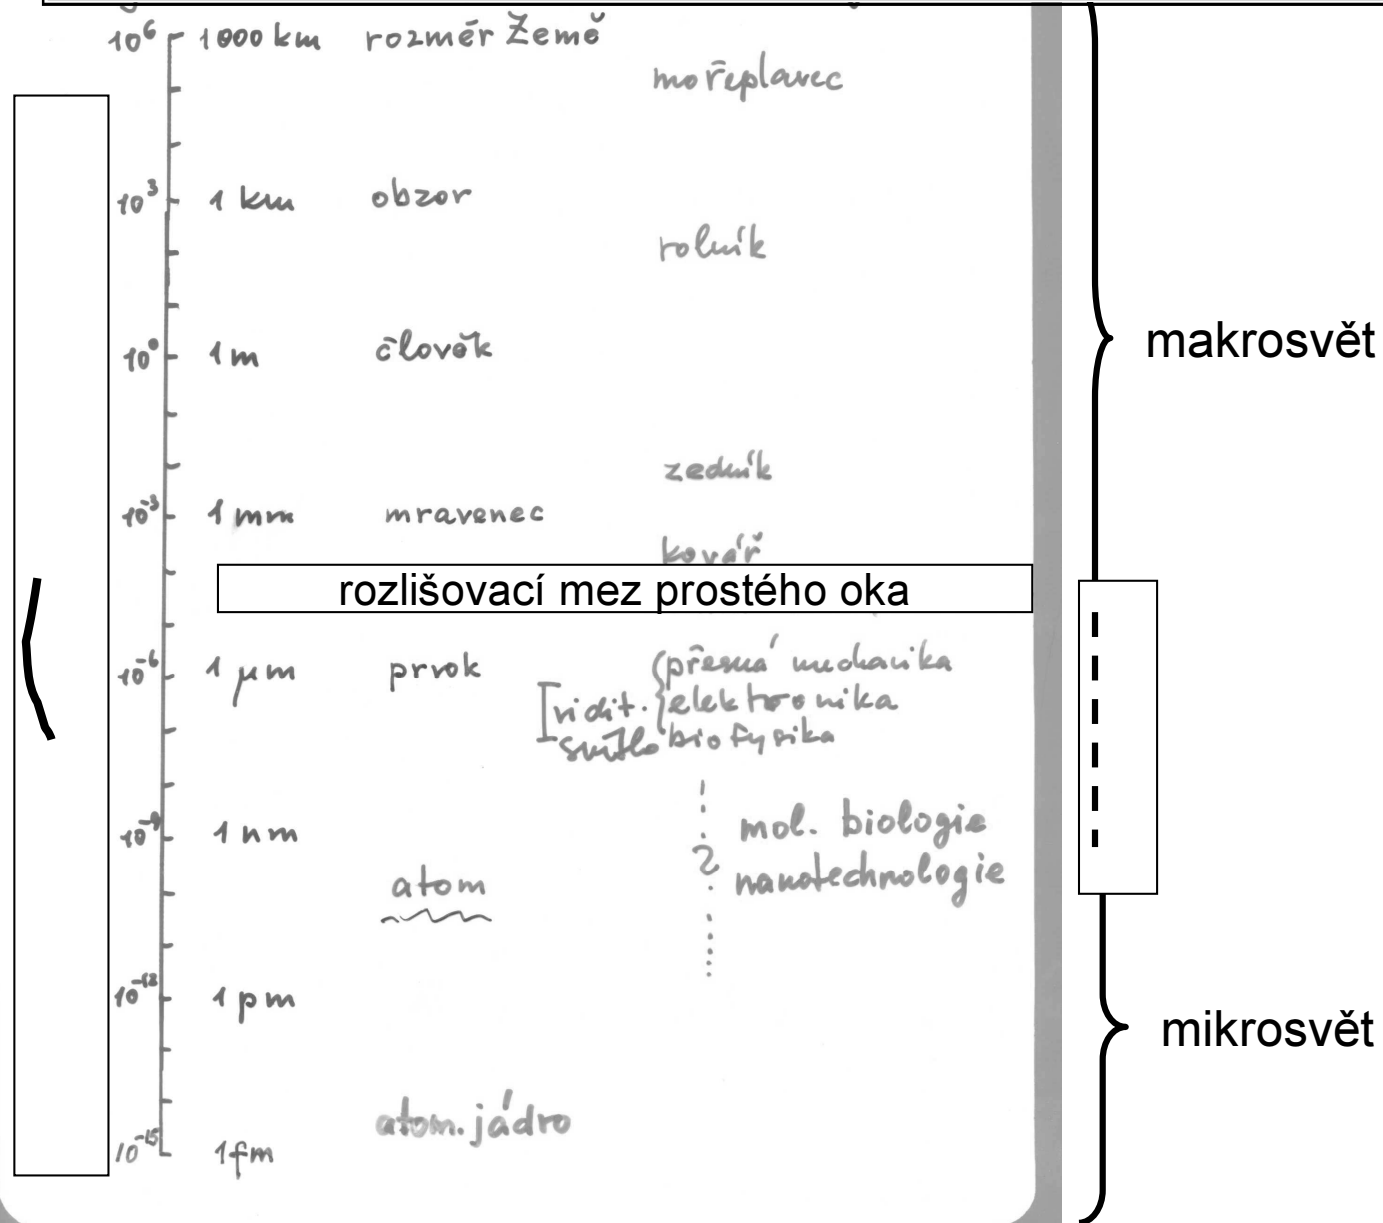 10⁶ 1000 km rozměr Země
mořeplavec
10³ 1 km obzor
rolník
10⁰ 1 m člověk
makrosvět
zedník
10⁻³ 1 mm mravenec
kovář
rozlišovací mez prostého oka
10⁻⁶ 1 μm prvok
přesná mechanika
vidit. elektronika
světlo biofysika
10⁻⁹ 1 nm
mol. biologie
? nanotechnologie
atom
10⁻¹² 1 pm
mikrosvět
atom. jádro
10⁻¹⁵ 1 fm